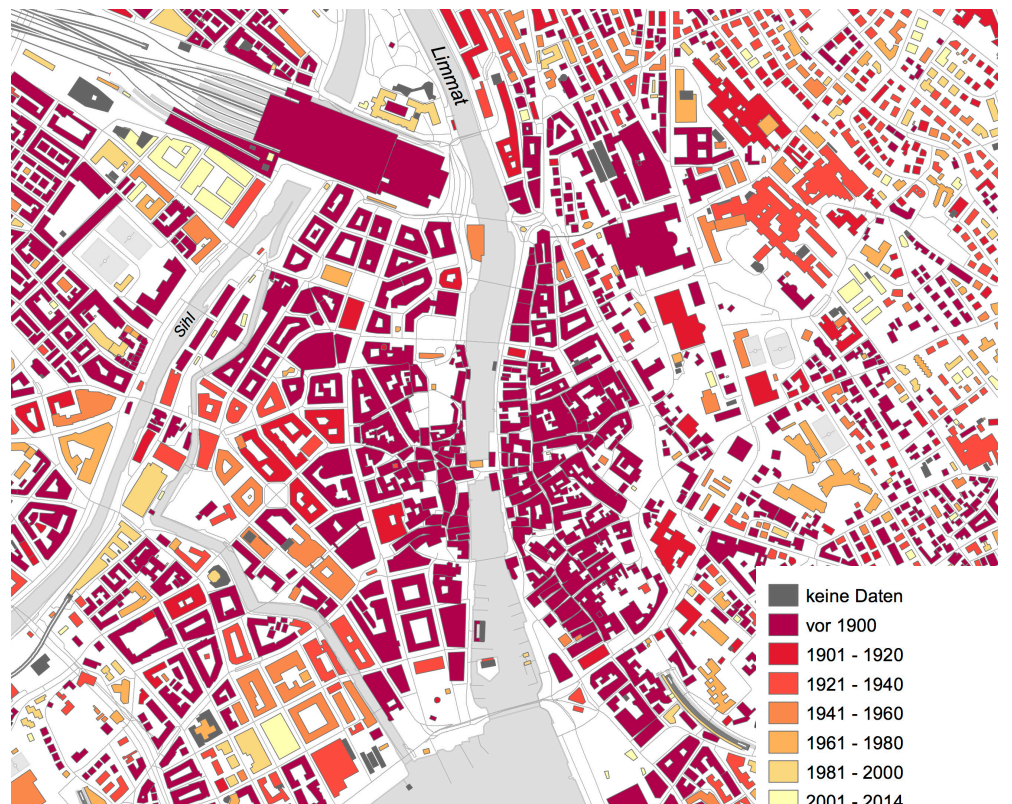 Limmat
Sihl
keine Daten
vor 1900
1901 - 1920
1921 - 1940
1941 - 1960
1961 - 1980
1981 - 2000
2001 - 2014